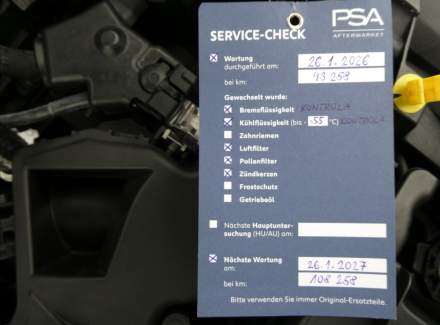 PSA
AFTERMARKET
SERVICE-CHECK
Wartung
durchgeführt am: 26.1.2026
bei km: 93 258
Gewechselt wurde:
Bremsflüssigkeit KONTROLA
Kühlflüssigkeit (bis - 35 °C) KONTROLA
Zahnriemen
Luftfilter
Pollenfilter
Zündkerzen
Frostschutz
Getriebeöl
Nächste Hauptunter-
suchung (HU/AU) am:
Nächste Wartung
am: 26.1.2027
bei km: 108 258
Bitte verwenden Sie immer Original-Ersatzteile.